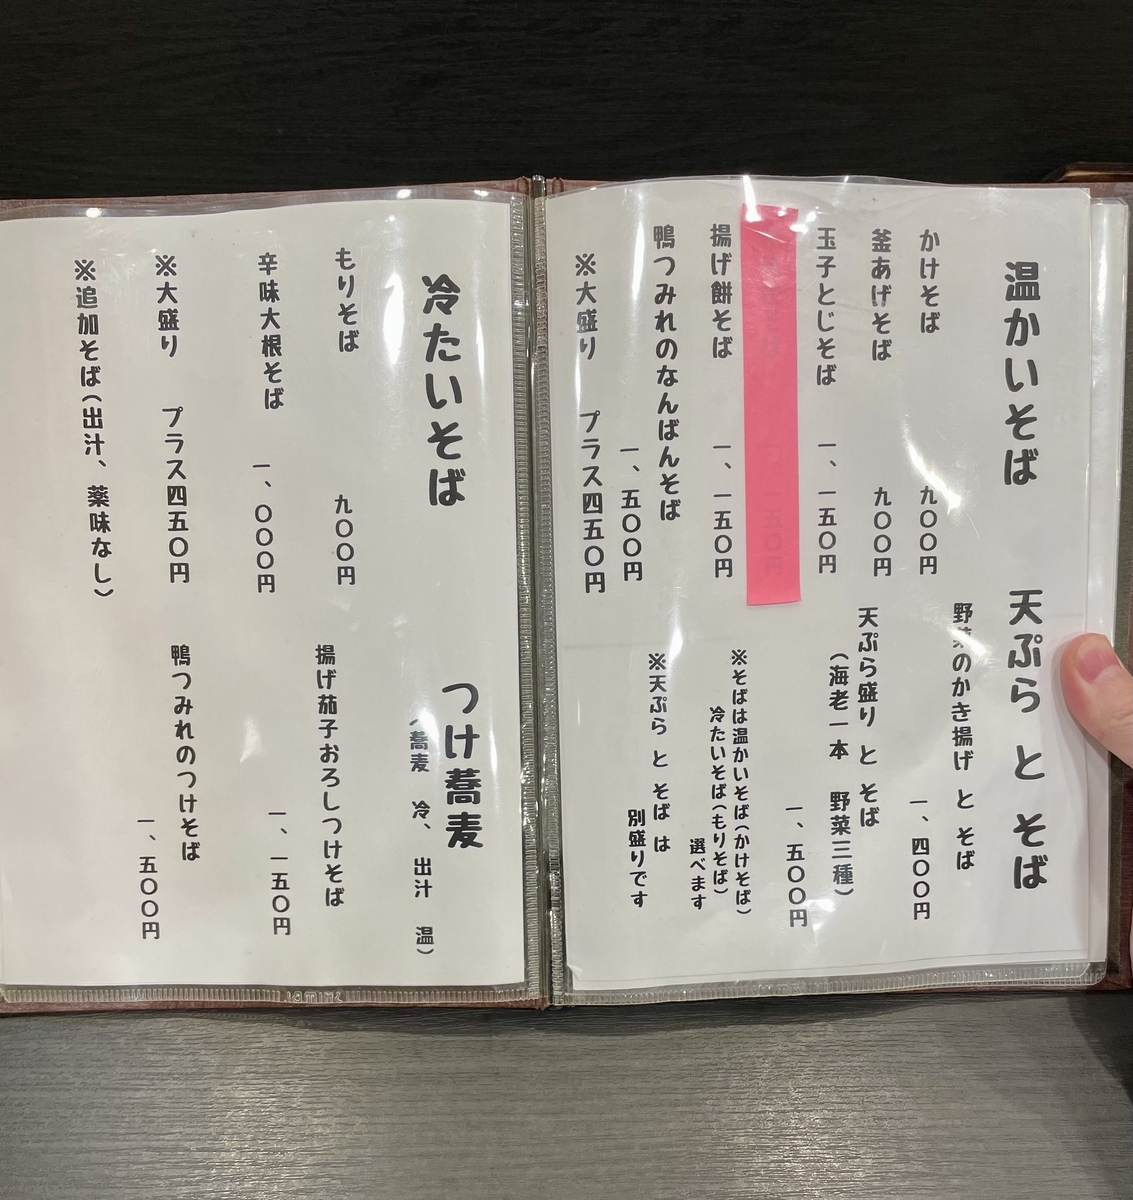 温かいそば
かけそば 九〇〇円
釜あげそば 九〇〇円
玉子とじそば 一、一五〇円
揚げ餅そば 一、一五〇円
鴨つみれのなんばんそば
一、五〇〇円
※大盛り プラス四五〇円
天ぷら と そば
野菜のかき揚げ と そば
一、四〇〇円
天ぷら盛り と そば
（海老一本 野菜三種）
一、五〇〇円
※そばは温かいそば（かけそば）
冷たいそば（もりそば）
選べます
※天ぷら と そば は
別盛りです
冷たいそば
もりそば 九〇〇円
辛味大根そば 一、〇〇〇円
※大盛り プラス四五〇円
※追加そば（出汁、薬味なし）
つけ蕎麦
（蕎麦 冷、出汁 温）
揚げ茄子おろしつけそば
一、一五〇円
鴨つみれのつけそば
一、五〇〇円